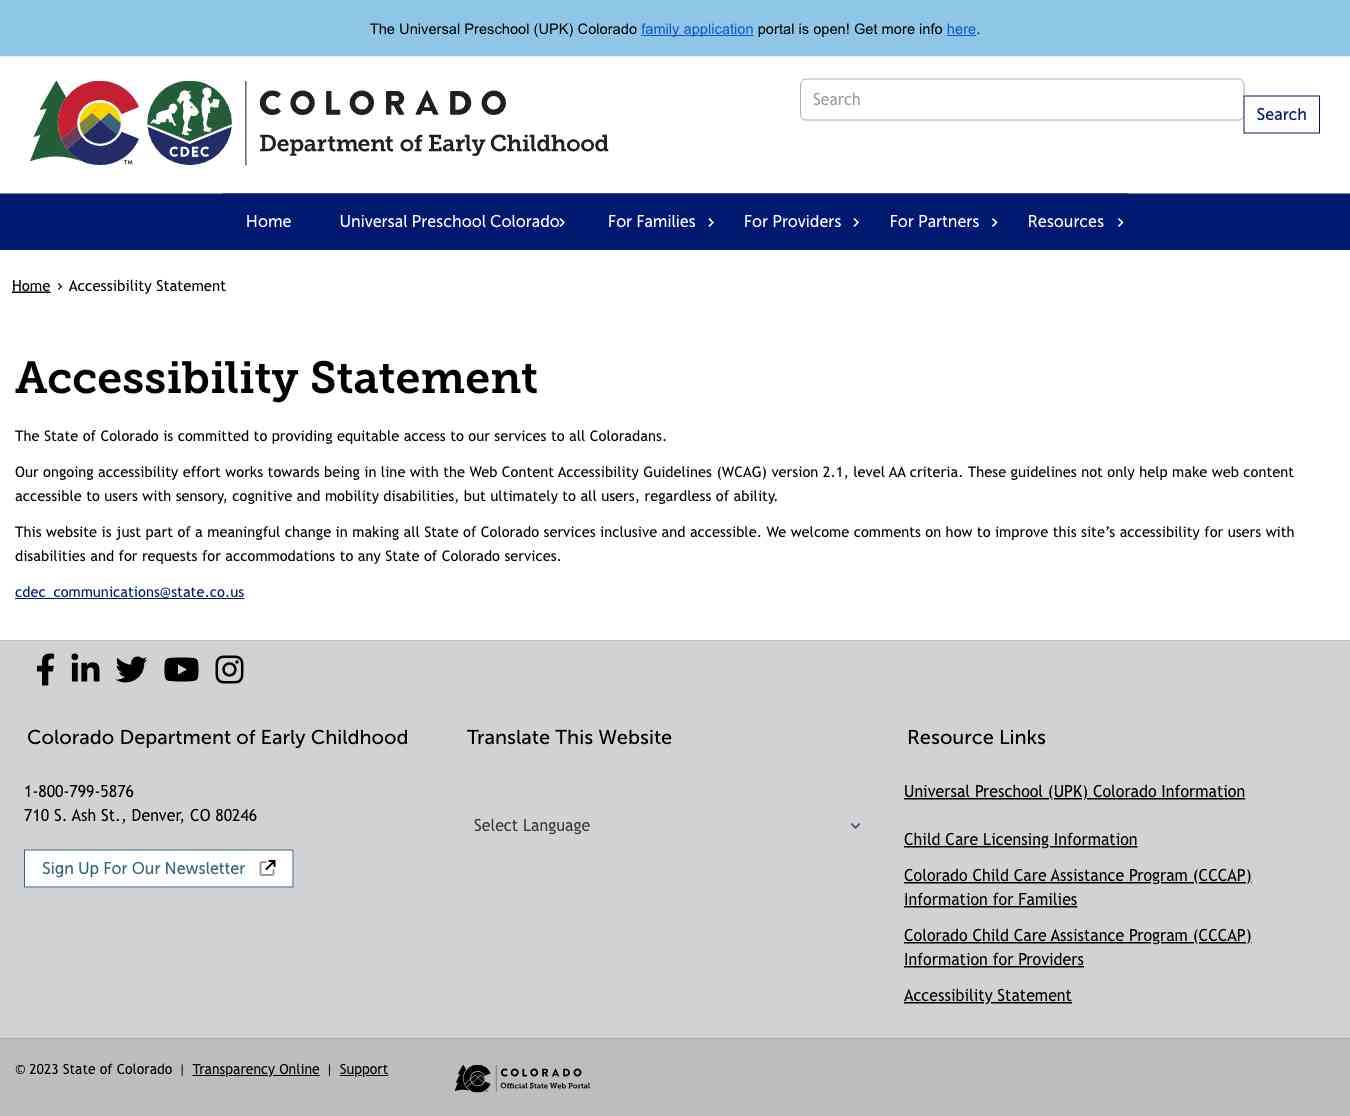 The Universal Preschool (UPK) Colorado family application portal is open! Get more info here.
CDEC
TM
COLORADO
Department of Early Childhood
Search
Search
Home
Universal Preschool Colorado
For Families
For Providers
For Partners
Resources
Home › Accessibility Statement
Accessibility Statement
The State of Colorado is committed to providing equitable access to our services to all Coloradans.
Our ongoing accessibility effort works towards being in line with the Web Content Accessibility Guidelines (WCAG) version 2.1, level AA criteria. These guidelines not only help make web content
accessible to users with sensory, cognitive and mobility disabilities, but ultimately to all users, regardless of ability.
This website is just part of a meaningful change in making all State of Colorado services inclusive and accessible. We welcome comments on how to improve this site’s accessibility for users with
disabilities and for requests for accommodations to any State of Colorado services.
cdec_communications@state.co.us
Colorado Department of Early Childhood
1-800-799-5876
710 S. Ash St., Denver, CO 80246
Sign Up For Our Newsletter
Translate This Website
Select Language
Resource Links
Universal Preschool (UPK) Colorado Information
Child Care Licensing Information
Colorado Child Care Assistance Program (CCCAP)
Information for Families
Colorado Child Care Assistance Program (CCCAP)
Information for Providers
Accessibility Statement
© 2023 State of Colorado | Transparency Online | Support
COLORADO
Official State Web Portal